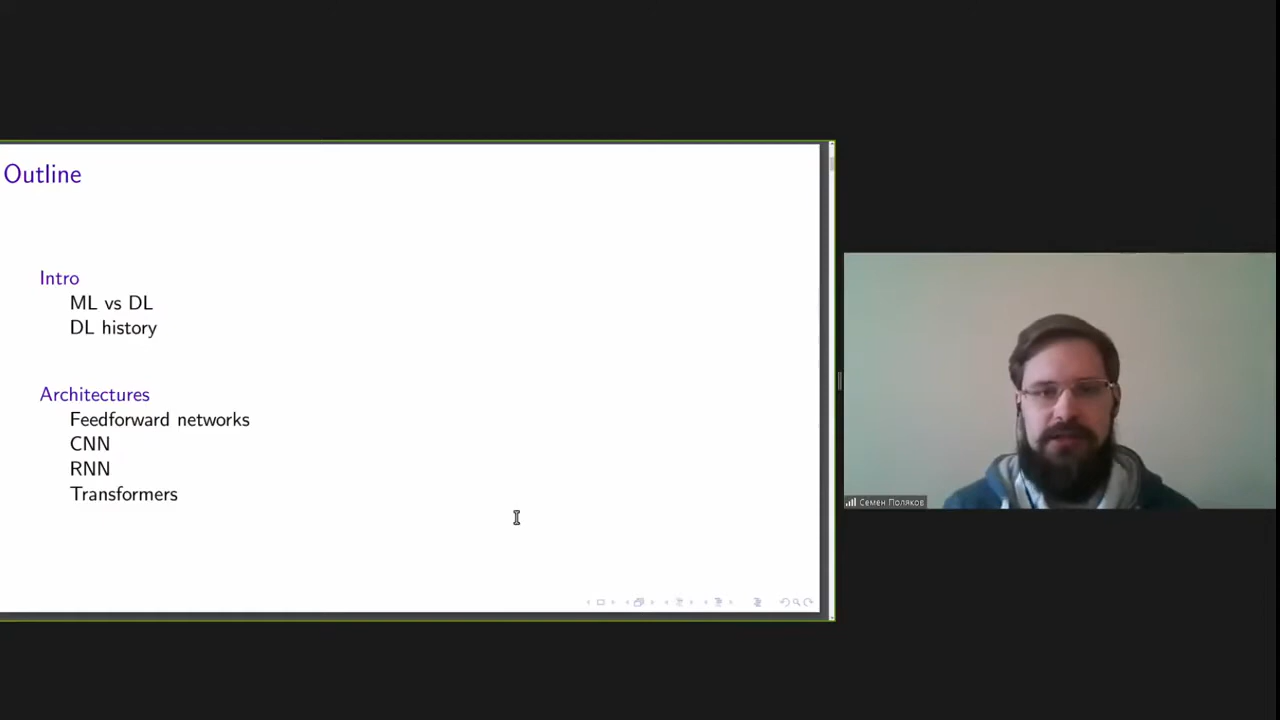 Outline
Intro
ML vs DL
DL history
Architectures
Feedforward networks
CNN
RNN
Transformers
Семен Поляков